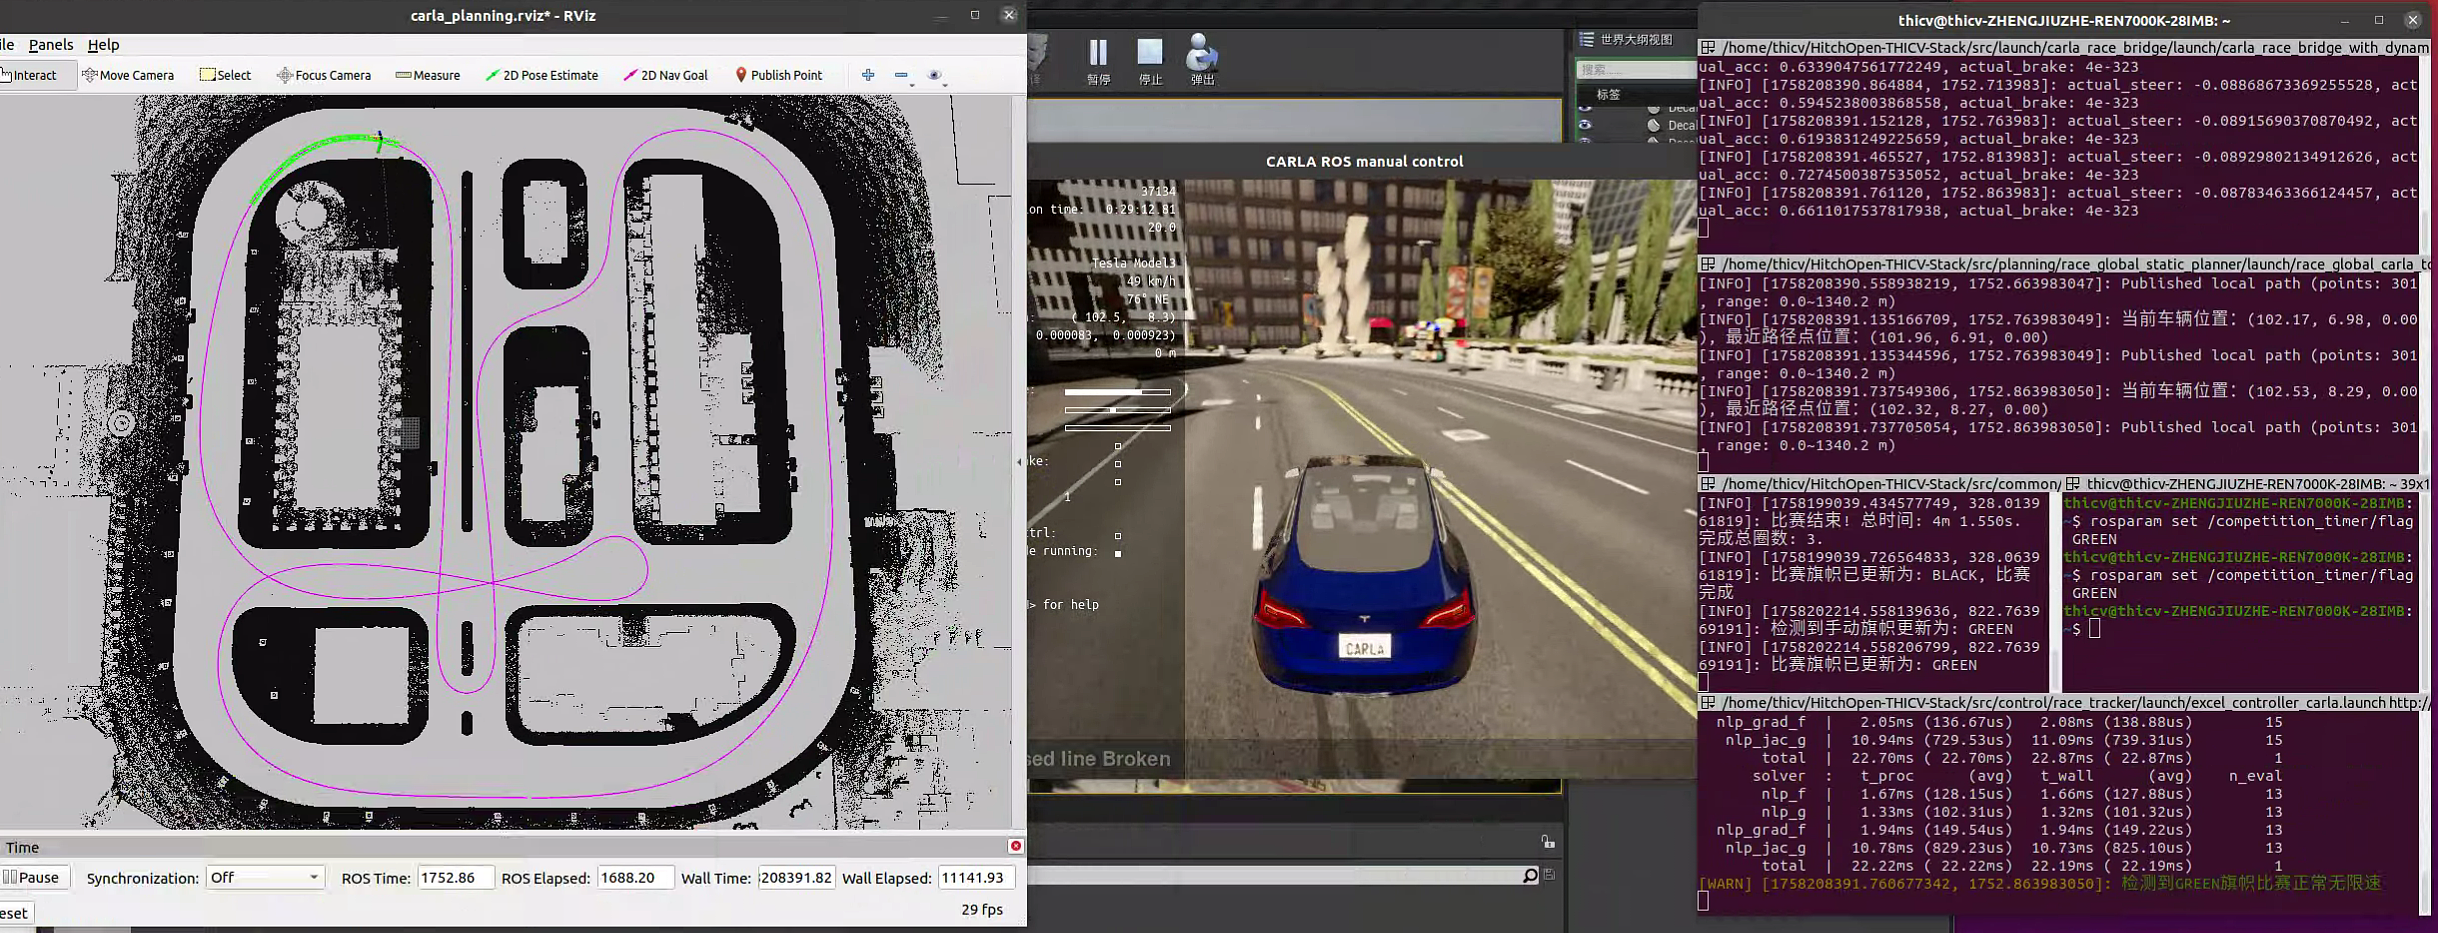 carla_planning.rviz* - RViz
ile Panels Help
Interact Move Camera Select Focus Camera Measure 2D Pose Estimate 2D Nav Goal Publish Point
Time
Pause Synchronization: Off ROS Time: 1752.86 ROS Elapsed: 1688.20 Wall Time: 208391.82 Wall Elapsed: 11141.93
eset
29 fps
译 暂停 停止 弹出
世界大纲视图
搜索
标签
Decal
Decal
Decal
CARLA ROS manual control
37134
on time: 0:29:12.81
20.0
Tesla Model3
49 km/h
76° NE
: ( 102.5, 8.3)
0.000083, 0.000923)
0 m
:
ke:
1
trl:
de running:
> for help
CARLA
sed line Broken
thicv@thicv-ZHENGJIUZHE-REN7000K-28IMB: ~
/home/thicv/HitchOpen-THICV-Stack/src/launch/carla_race_bridge/launch/carla_race_bridge_with_dynam
ual_acc: 0.6339047561772249, actual_brake: 4e-323
[INFO] [1758208390.864884, 1752.713983]: actual_steer: -0.08868673369255528, act
ual_acc: 0.5945238003868558, actual_brake: 4e-323
[INFO] [1758208391.152128, 1752.763983]: actual_steer: -0.08915690370870492, act
ual_acc: 0.6193831249225659, actual_brake: 4e-323
[INFO] [1758208391.465527, 1752.813983]: actual_steer: -0.08929802134912626, act
ual_acc: 0.7274500387535052, actual_brake: 4e-323
[INFO] [1758208391.761120, 1752.863983]: actual_steer: -0.08783463366124457, act
ual_acc: 0.6611017537817938, actual_brake: 4e-323
/home/thicv/HitchOpen-THICV-Stack/src/planning/race_global_static_planner/launch/race_global_carla_to
[INFO] [1758208390.558938219, 1752.663983047]: Published local path (points: 301
, range: 0.0~1340.2 m)
[INFO] [1758208391.135166709, 1752.763983049]: 当前车辆位置: (102.17, 6.98, 0.00
), 最近路径点位置: (101.96, 6.91, 0.00)
[INFO] [1758208391.135344596, 1752.763983049]: Published local path (points: 301
, range: 0.0~1340.2 m)
[INFO] [1758208391.737549306, 1752.863983050]: 当前车辆位置: (102.53, 8.29, 0.00
), 最近路径点位置: (102.32, 8.27, 0.00)
[INFO] [1758208391.737705054, 1752.863983050]: Published local path (points: 301
, range: 0.0~1340.2 m)
/home/thicv/HitchOpen-THICV-Stack/src/common/
[INFO] [1758199039.434577749, 328.0139
61819]: 比赛结束! 总时间: 4m 1.550s.
完成总圈数: 3.
[INFO] [1758199039.726564833, 328.0639
61819]: 比赛旗帜已更新为: BLACK, 比赛
完成
[INFO] [1758202214.558139636, 822.7639
69191]: 检测到手动旗帜更新为: GREEN
[INFO] [1758202214.558206799, 822.7639
69191]: 比赛旗帜已更新为: GREEN
thicv@thicv-ZHENGJIUZHE-REN7000K-28IMB: ~ 39x1
thicv@thicv-ZHENGJIUZHE-REN7000K-28IMB:
~$ rosparam set /competition_timer/flag
GREEN
thicv@thicv-ZHENGJIUZHE-REN7000K-28IMB:
~$ rosparam set /competition_timer/flag
GREEN
thicv@thicv-ZHENGJIUZHE-REN7000K-28IMB:
~$
/home/thicv/HitchOpen-THICV-Stack/src/control/race_tracker/launch/excel_controller_carla.launch http://
nlp_grad_f | 2.05ms (136.67us) 2.08ms (138.88us) 15
nlp_jac_g | 10.94ms (729.53us) 11.09ms (739.31us) 15
total | 22.70ms ( 22.70ms) 22.87ms ( 22.87ms) 1
solver : t_proc (avg) t_wall (avg) n_eval
nlp_f | 1.67ms (128.15us) 1.66ms (127.88us) 13
nlp_g | 1.33ms (102.31us) 1.32ms (101.32us) 13
nlp_grad_f | 1.94ms (149.54us) 1.94ms (149.22us) 13
nlp_jac_g | 10.78ms (829.23us) 10.73ms (825.10us) 13
total | 22.22ms ( 22.22ms) 22.19ms ( 22.19ms) 1
[WARN] [1758208391.760677342, 1752.863983050]: 检测到GREEN旗帜比赛正常无限速